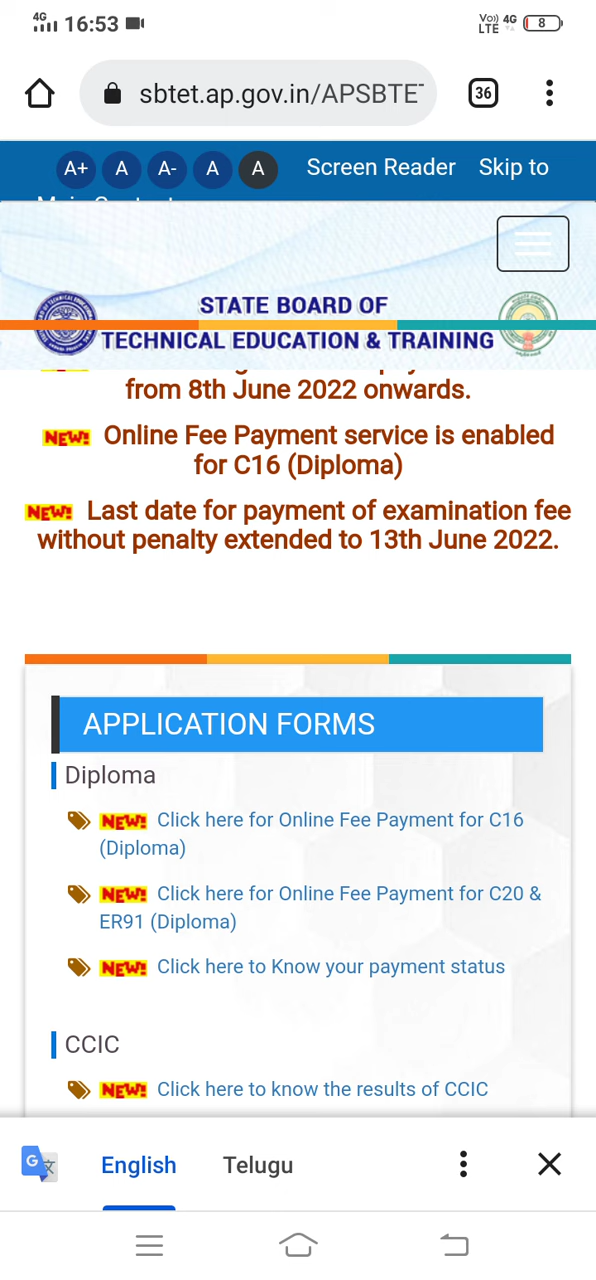 4G 16:53 Vo)) LTE 4G 8
sbtet.ap.gov.in/APSBTET
36
A+ A A- A A Screen Reader Skip to
STATE BOARD OF
TECHNICAL EDUCATION & TRAINING
from 8th June 2022 onwards.
NEW! Online Fee Payment service is enabled
for C16 (Diploma)
NEW! Last date for payment of examination fee
without penalty extended to 13th June 2022.
APPLICATION FORMS
Diploma
NEW! Click here for Online Fee Payment for C16
(Diploma)
NEW! Click here for Online Fee Payment for C20 &
ER91 (Diploma)
NEW! Click here to Know your payment status
CCIC
NEW! Click here to know the results of CCIC
G 文 English Telugu